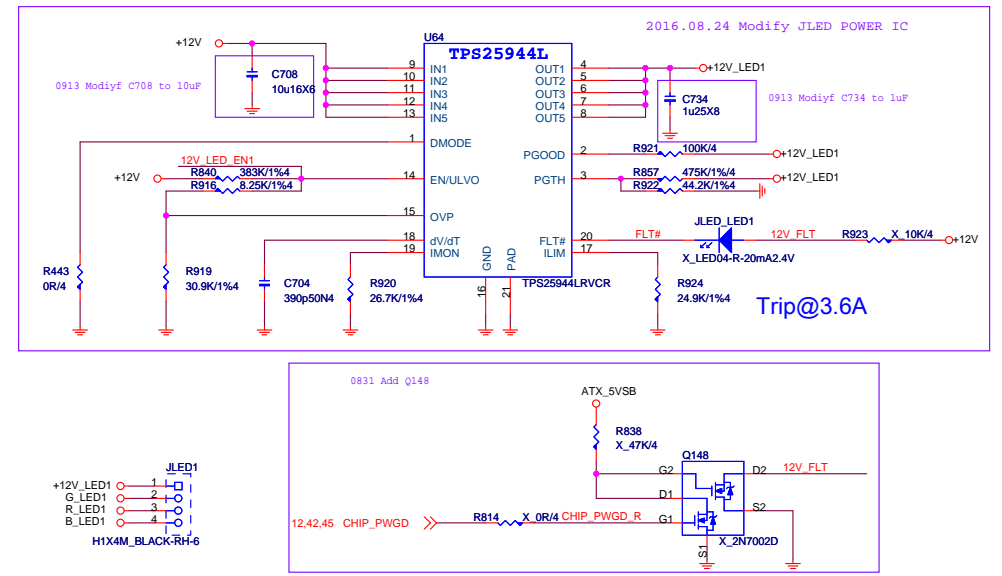 2016.08.24 Modify JLED POWER IC
U64
TPS25944L
+12V
C708
10u16X6
0913 Modiyf C708 to 10uF
9 IN1
10 IN2
11 IN3
12 IN4
13 IN5
1 DMODE
14 EN/ULVO
15 OVP
18 dV/dT
19 IMON
OUT1 4
OUT2 5
OUT3 6
OUT4 7
OUT5 8
PGOOD 2
PGTH 3
FLT# 20
ILIM 17
GND
16
PAD
21
TPS25944LRVCR
+12V_LED1
C734
1u25X8
0913 Modiyf C734 to 1uF
R921 100K/4 +12V_LED1
R857 475K/1%/4 +12V_LED1
R922 44.2K/1%4
12V_LED_EN1
+12V R840 383K/1%4
R916 8.25K/1%4
JLED_LED1
FLT# 12V_FLT R923 X_10K/4 +12V
X_LED04-R-20mA2.4V
R443
0R/4
R919
30.9K/1%4
C704
390p50N4
R920
26.7K/1%4
R924
24.9K/1%4
Trip@3.6A
0831 Add Q148
ATX_5VSB
R838
X_47K/4
Q148
G2 D2 12V_FLT
D1
S2
12,42,45 CHIP_PWGD R814 X_0R/4 CHIP_PWGD_R G1
S1
X_2N7002D
JLED1
+12V_LED1 1
G_LED1 2
R_LED1 3
B_LED1 4
H1X4M_BLACK-RH-6